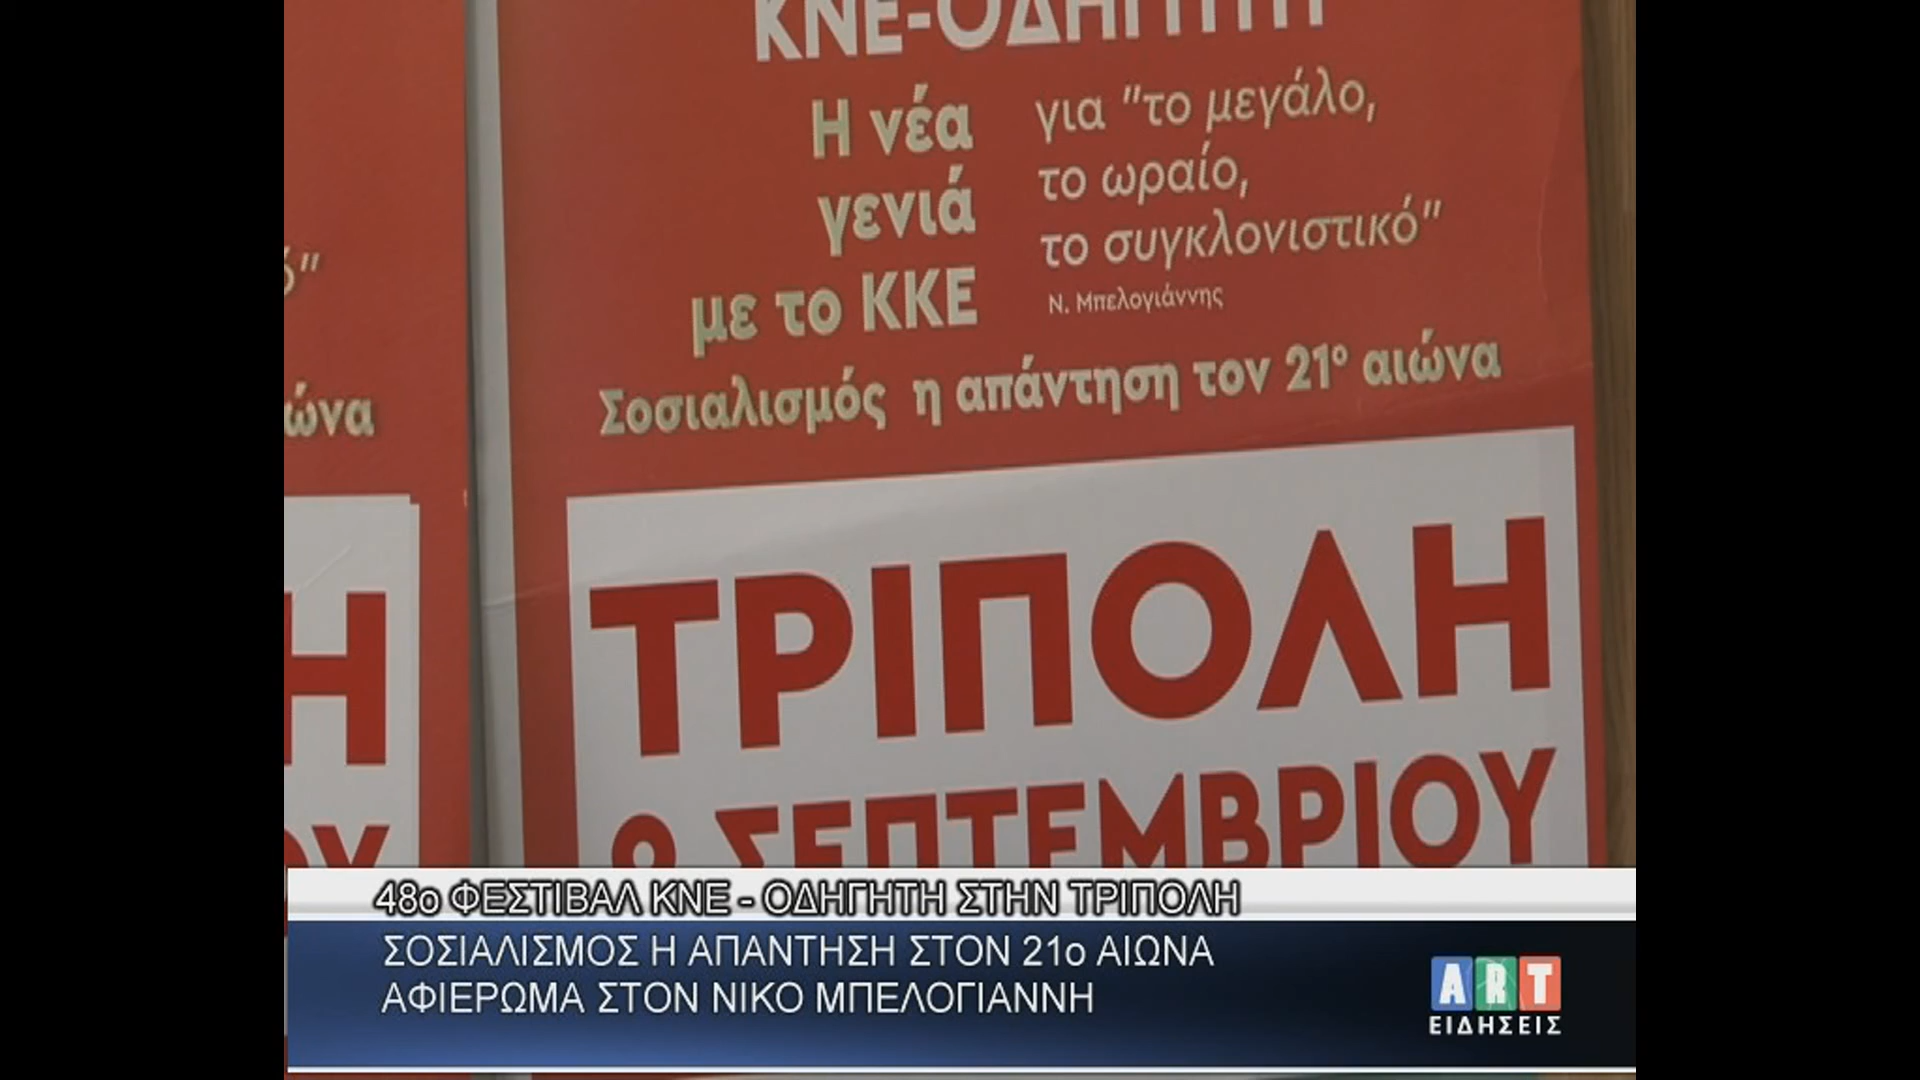 ΚΝΕ-ΟΔΗΓΗΤΗ
Η νέα
γενιά
με το ΚΚΕ
για "το μεγάλο,
το ωραίο,
το συγκλονιστικό"
Ν. Μπελογιάννης
Σοσιαλισμός η απάντηση τον 21º αιώνα
ΤΡΙΠΟΛΗ
ΣΕΠΤΕΜΒΡΙΟΥ
48ο ΦΕΣΤΙΒΑΛ ΚΝΕ - ΟΔΗΓΗΤΗ ΣΤΗΝ ΤΡΙΠΟΛΗ
ΣΟΣΙΑΛΙΣΜΟΣ Η ΑΠΑΝΤΗΣΗ ΣΤΟΝ 21ο ΑΙΩΝΑ
ΑΦΙΕΡΩΜΑ ΣΤΟΝ ΝΙΚΟ ΜΠΕΛΟΓΙΑΝΝΗ
ART
ΕΙΔΗΣΕΙΣ